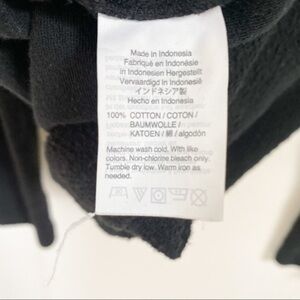 Made in Indonesia
Fabriqué en Indonésie
in Indonesien Hergestellt
Vervaardigd in Indonesië
インドネシア製
Hecho en Indonesia
100% COTTON / COTON /
BAUMWOLLE /
KATOEN / 綿 / algodón
Machine wash cold. With like
colors. Non-chlorine bleach only.
Tumble dry low. Warm iron as
needed.